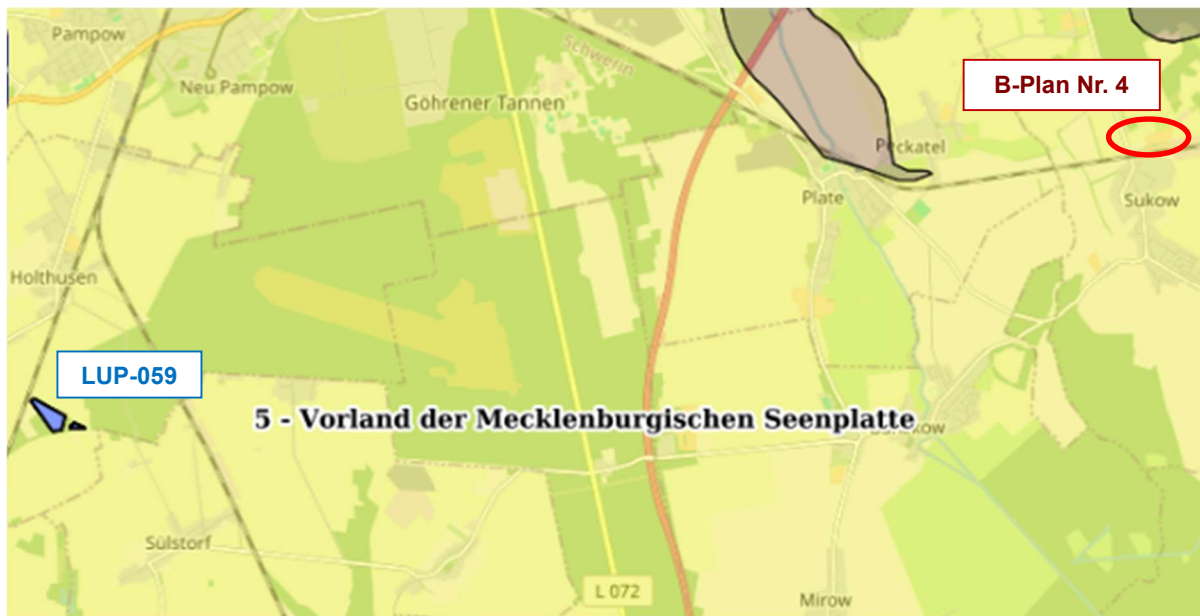 Pampow
Schwerin
Neu Pampow
Göhrener Tannen
B-Plan Nr. 4
Peckatel
Plate
Sukow
Holthusen
LUP-059
5 - Vorland der Mecklenburgischen Seenplatte
Sülstorf
L 072
Mirow